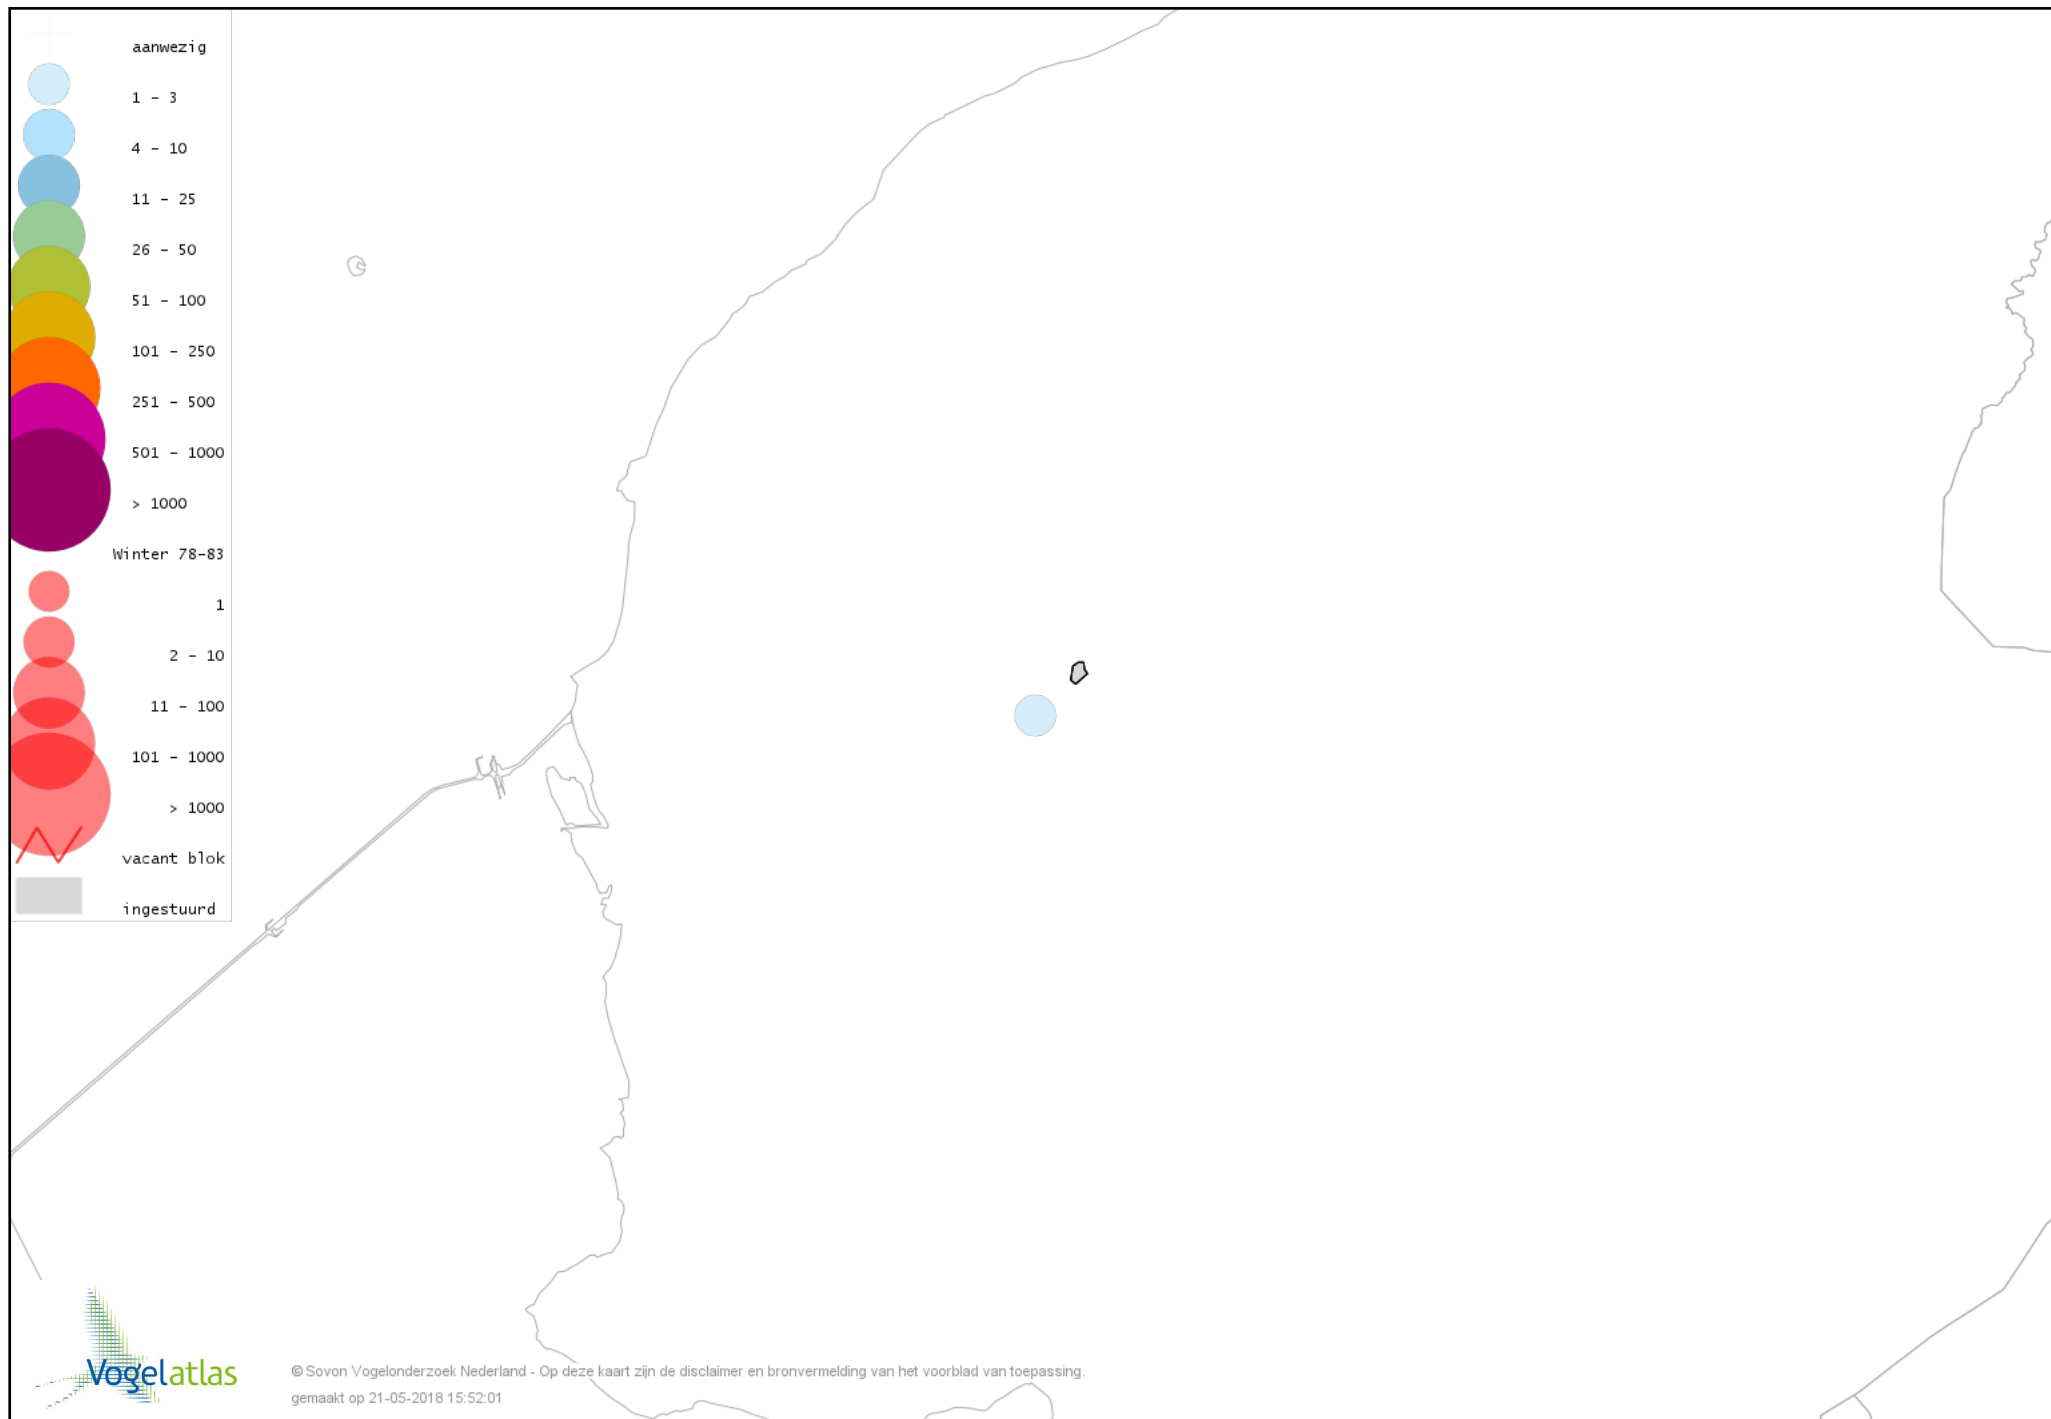 aanwezig
1 - 3
4 - 10
11 - 25
26 - 50
51 - 100
101 - 250
251 - 500
501 - 1000
> 1000
Winter 78-83
1
2 - 10
11 - 100
101 - 1000
> 1000
vacant blok
ingestuurd
Vogelatlas
© Sovon Vogelonderzoek Nederland - Op deze kaart zijn de disclaimer en bronvermelding van het voorblad van toepassing.
gemaakt op 21-05-2018 15:52:01